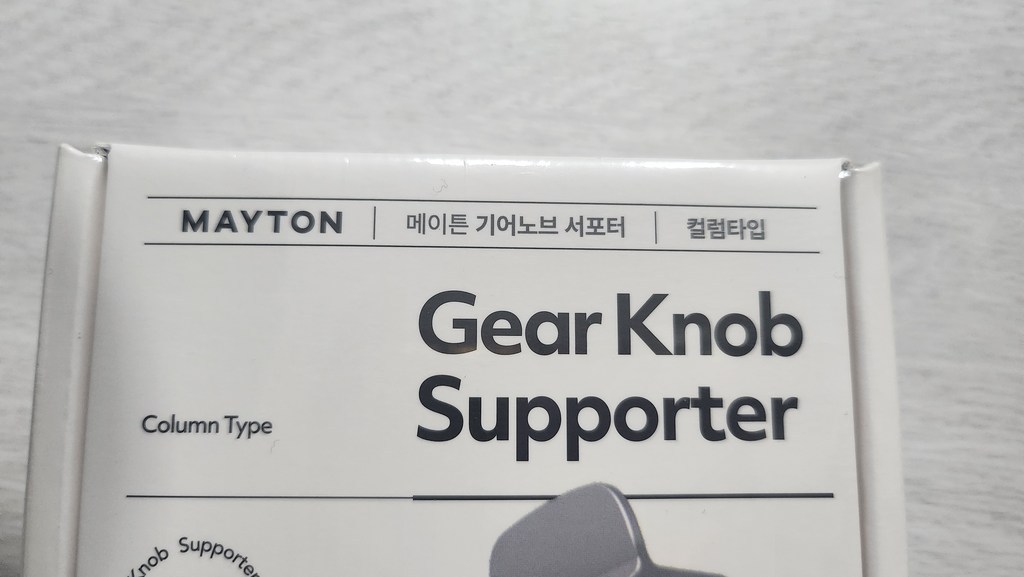 MAYTON | 메이튼 기어노브 서포터 | 컬럼타입
Gear Knob
Supporter
Column Type
Knob Supporter